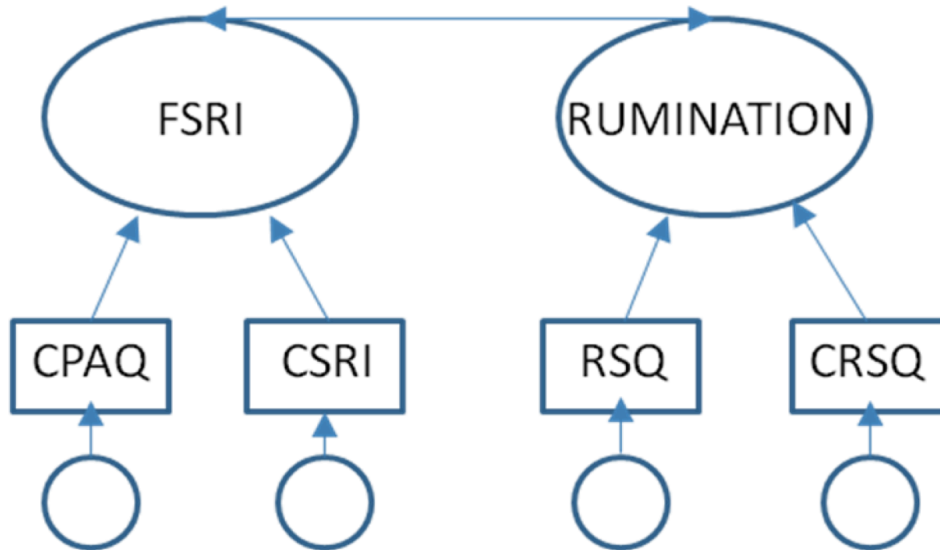 FSRI
RUMINATION
CPAQ
CSRI
RSQ
CRSQ